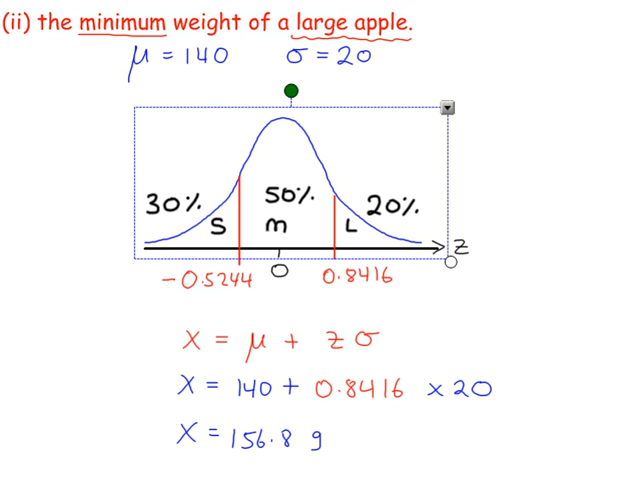 (ii) the minimum weight of a large apple.
μ = 140 σ = 20
30% 50% 20%
S m L
z
-0.5244 0 0.8416
x = μ + z σ
x = 140 + 0.8416 x 20
x = 156.8 g